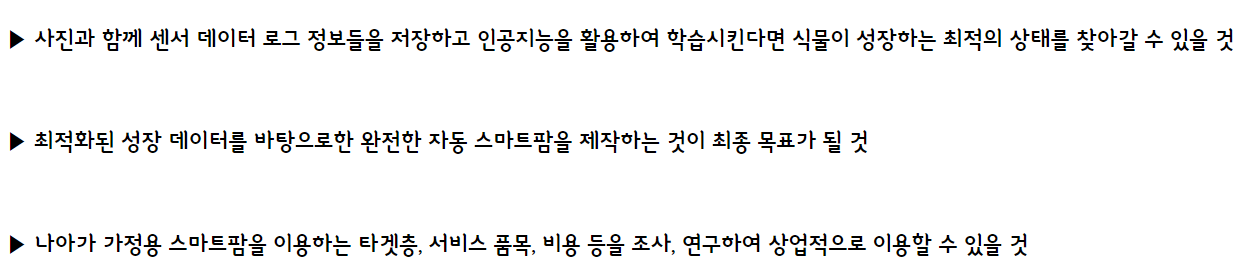 ▶ 사진과 함께 센서 데이터 로그 정보들을 저장하고 인공지능을 활용하여 학습시킨다면 식물이 성장하는 최적의 상태를 찾아갈 수 있을 것
▶ 최적화된 성장 데이터를 바탕으로한 완전한 자동 스마트팜을 제작하는 것이 최종 목표가 될 것
▶ 나아가 가정용 스마트팜을 이용하는 타겟층, 서비스 품목, 비용 등을 조사, 연구하여 상업적으로 이용할 수 있을 것